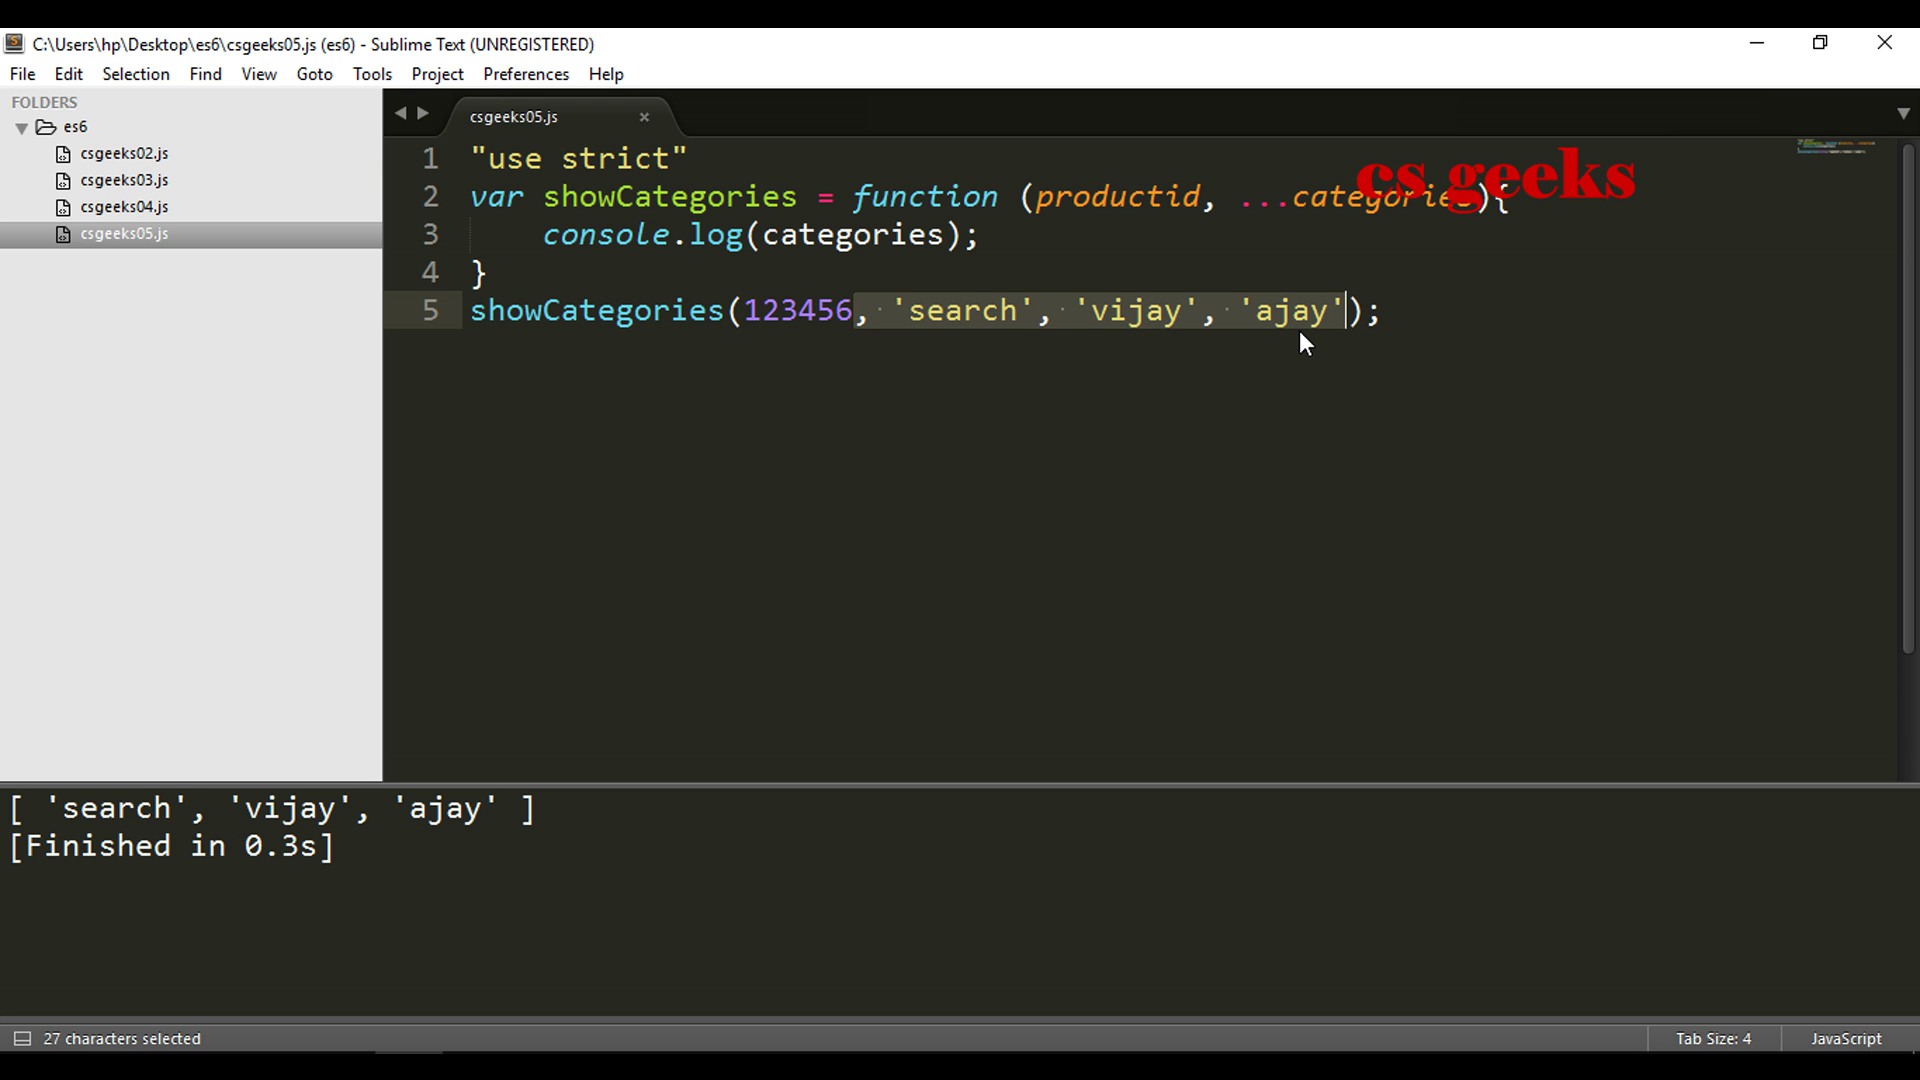 C:\Users\hp\Desktop\es6\csgeeks05.js (es6) - Sublime Text (UNREGISTERED)
File Edit Selection Find View Goto Tools Project Preferences Help
FOLDERS
es6
csgeeks02.js
csgeeks03.js
csgeeks04.js
csgeeks05.js
csgeeks05.js
cs geeks
1 "use strict"
2 var showCategories = function (productid, ...categories){
3 console.log(categories);
4 }
5 showCategories(123456, 'search', 'vijay', 'ajay');
[ 'search', 'vijay', 'ajay' ]
[Finished in 0.3s]
27 characters selected
Tab Size: 4
JavaScript